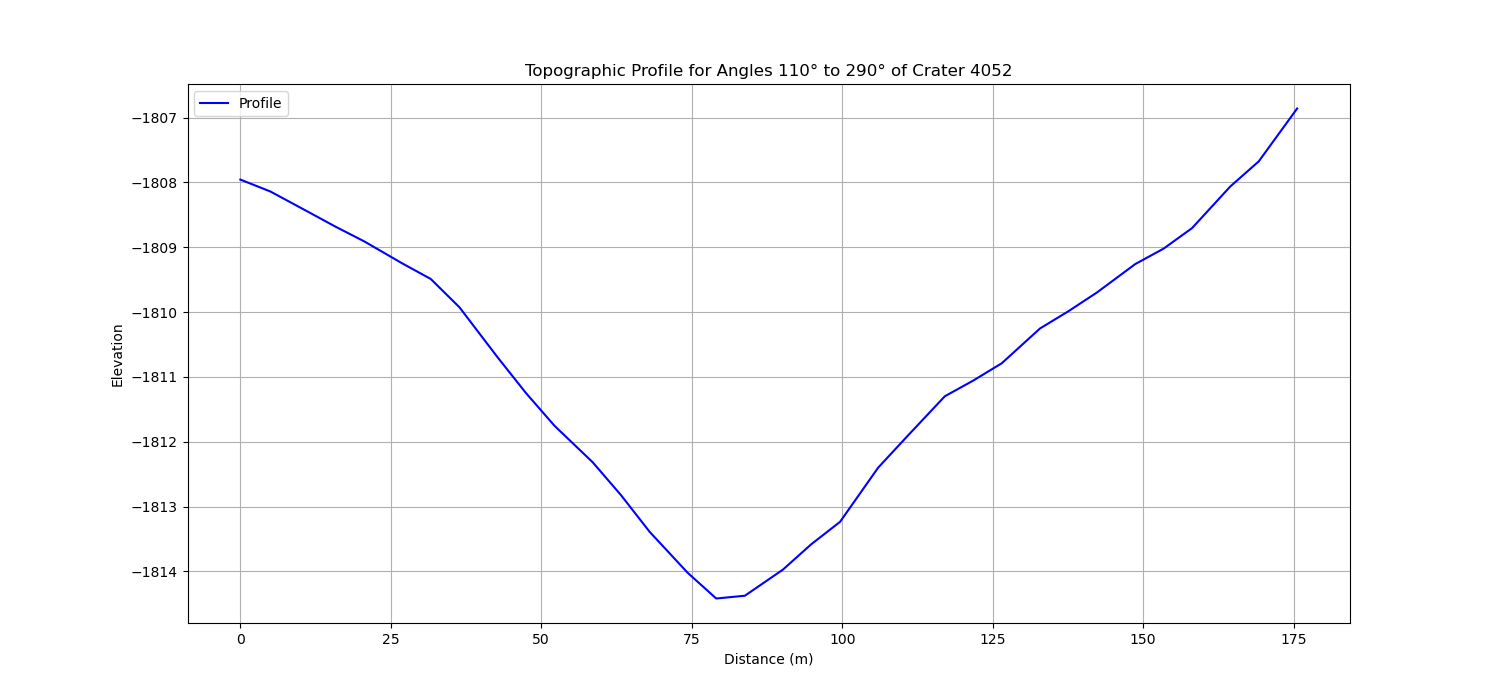 Topographic Profile for Angles 110° to 290° of Crater 4052
Profile
−1807
−1808
−1809
−1810
−1811
−1812
−1813
−1814
Elevation
0 25 50 75 100 125 150 175
Distance (m)